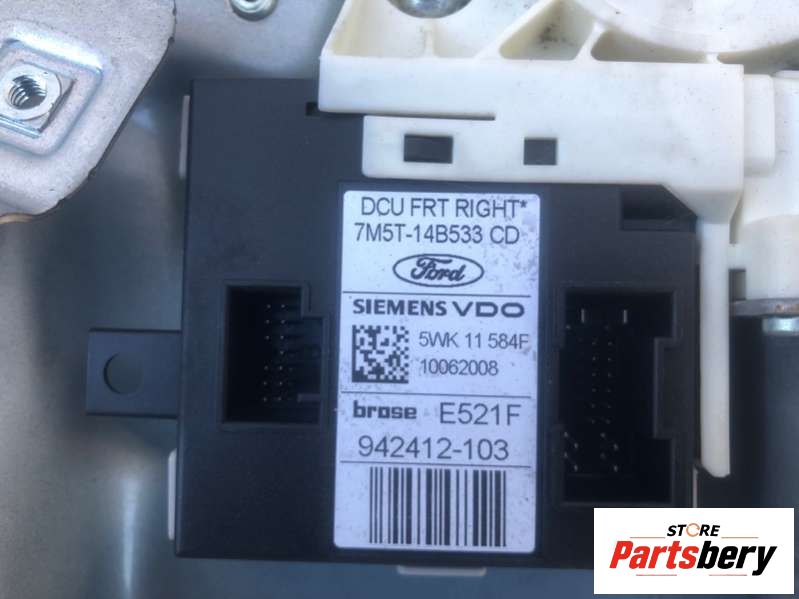 DCU FRT RIGHT*
7M5T-14B533 CD
Ford
SIEMENS VDO
5WK 11 584F
10062008
brose E521F
942412-103
STORE
Partsbery